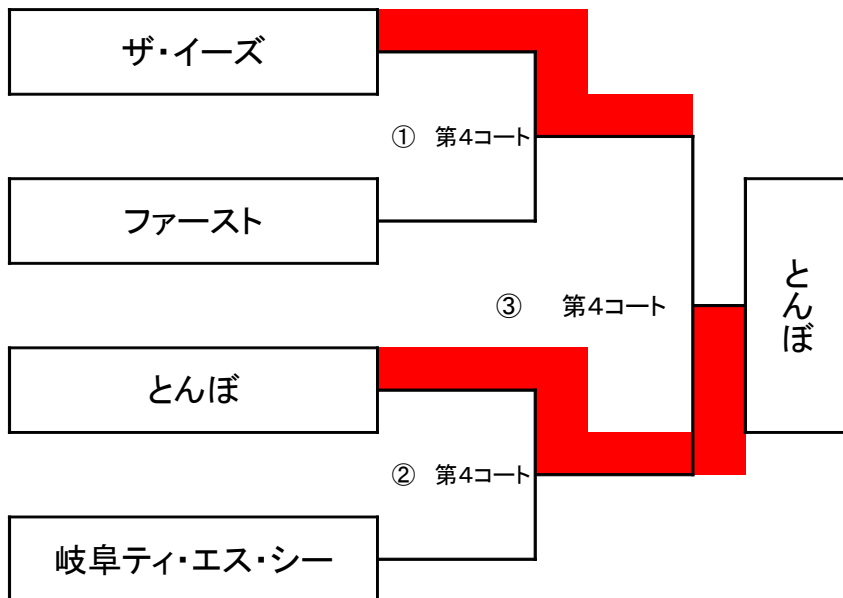 ザ・イーズ
① 第4コート
ファースト
③ 第4コート
とんぼ
とんぼ
② 第4コート
岐阜ティ・エス・シー